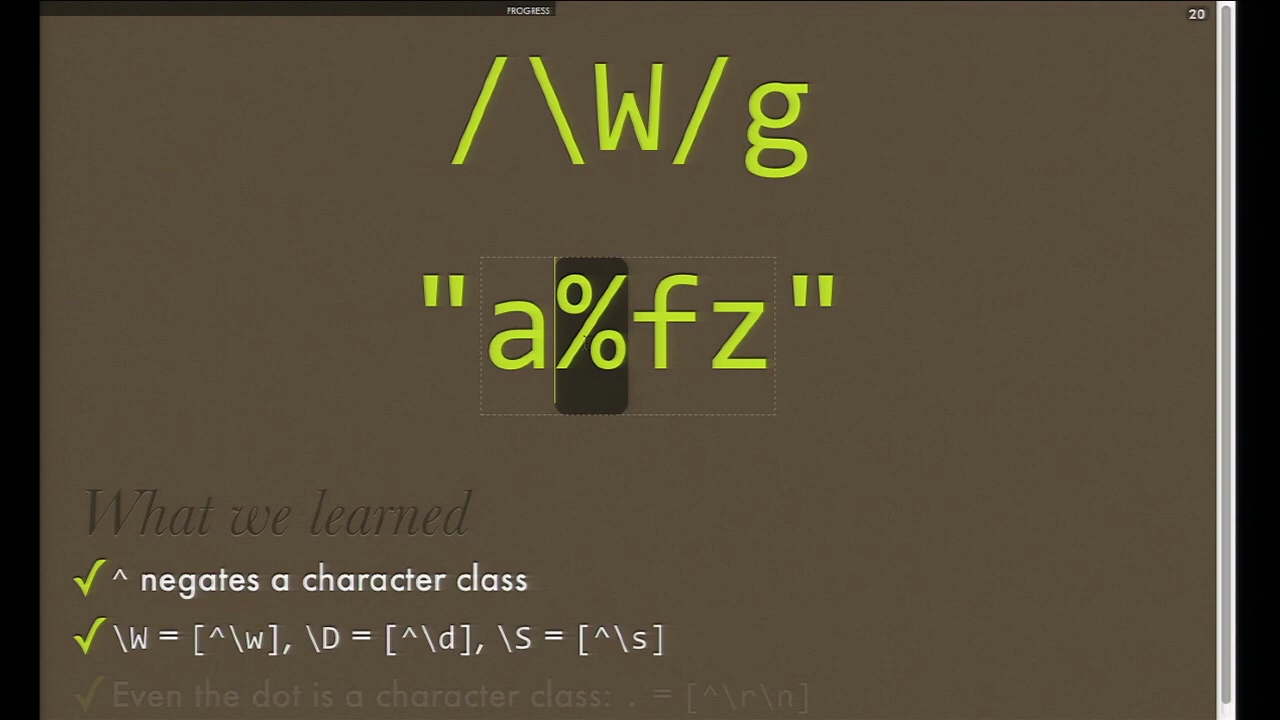 PROGRESS
20
/\W/g
"a%fz"
What we learned
✓ ^ negates a character class
✓ \W = [^\w], \D = [^\d], \S = [^\s]
✓ Even the dot is a character class: . = [^\r\n]